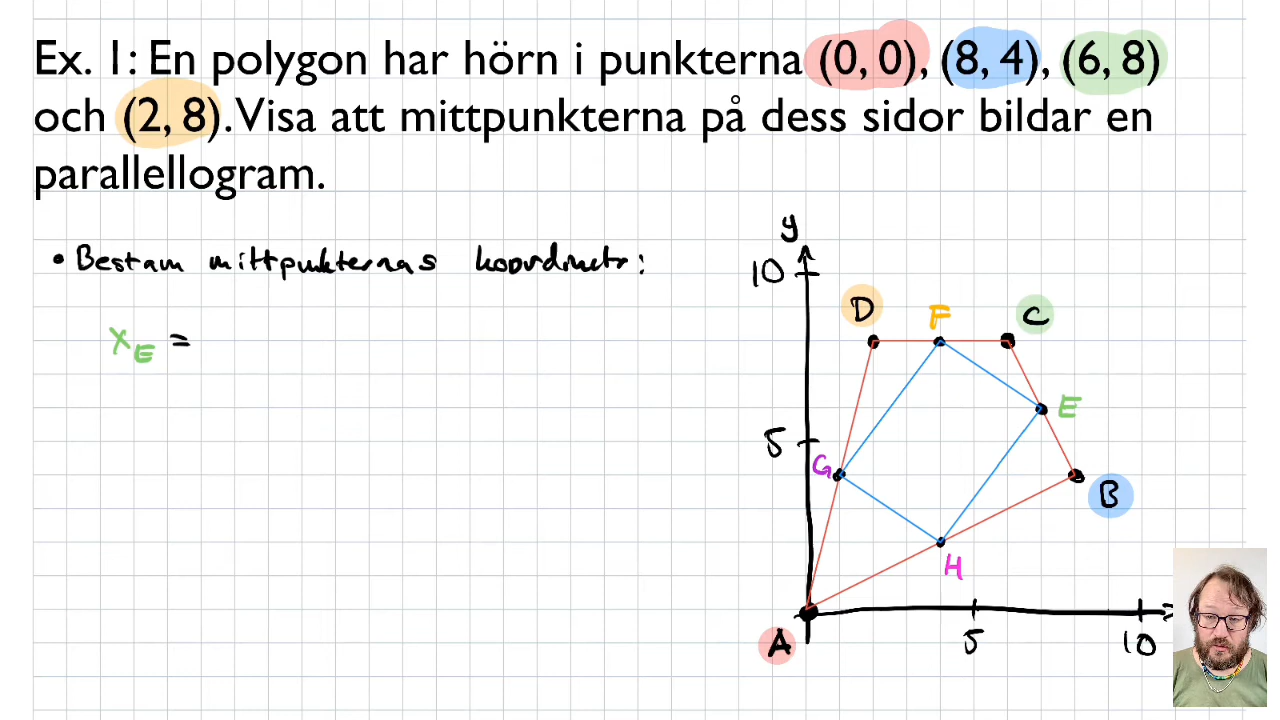 Ex. 1: En polygon har hörn i punkterna (0, 0), (8, 4), (6, 8)
och (2, 8). Visa att mittpunkterna på dess sidor bildar en
parallellogram.
• Bestäm mittpunkternas koordinater:
x_E =
y
10
D
F
C
E
5
G
B
H
A
5
10